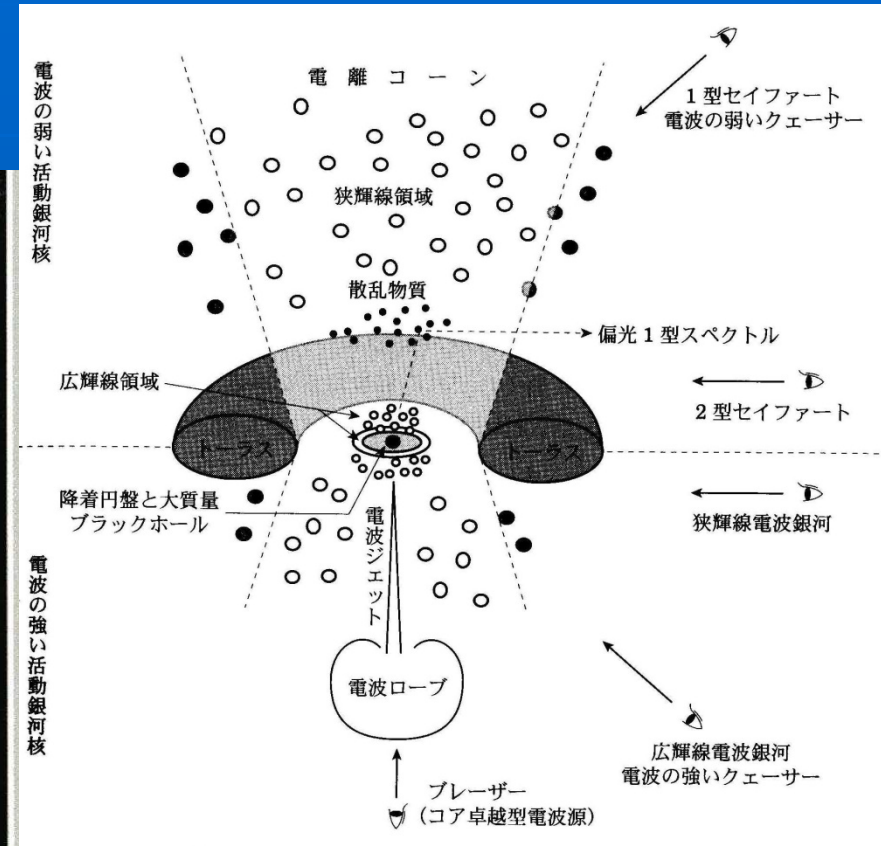 電波の弱い活動銀河核
電離コーン
1型セイファート
電波の弱いクェーサー
狭輝線領域
散乱物質
偏光1型スペクトル
広輝線領域
2型セイファート
トーラス
トーラス
降着円盤と大質量
ブラックホール
狭輝線電波銀河
電波ジェット
電波の強い活動銀河核
電波ローブ
広輝線電波銀河
電波の強いクェーサー
ブレーザー
(コア卓越型電波源)